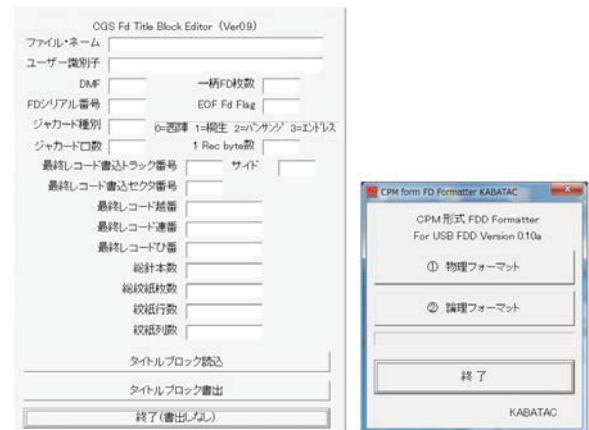 CGS Fd Title Block Editor (Ver0.9)
ファイル・ネーム
ユーザー識別子
DMF
一柄FD枚数
FDシリアル番号
EOF Fd Flag
ジャカード種別
0=西陣 1=桐生 2=ハンサンジ 3=エンドレス
ジャカード口数
1 Rec byte数
最終レコード書込トラック番号
サイド
最終レコード書込セクタ番号
最終レコード越番
最終レコード連番
最終レコードひ番
総針本数
総紋紙枚数
紋紙行数
紋紙列数
タイトルブロック読込
タイトルブロック書出
終了(書出しなし)
CPM form FD Formatter KABATAC
CPM形式 FDD Formatter
For USB FDD Version 0.10a
① 物理フォーマット
② 論理フォーマット
終了
KABATAC